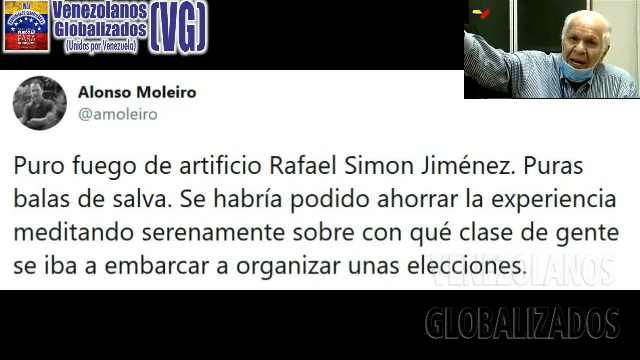 Venezolanos
Globalizados
(Unidos por Venezuela)
(VG)
Alonso Moleiro
@amoleiro
Puro fuego de artificio Rafael Simon Jiménez. Puras
balas de salva. Se habría podido ahorrar la experiencia
meditando serenamente sobre con qué clase de gente
se iba a embarcar a organizar unas elecciones.
VENEZOLANOS
GLOBALIZADOS